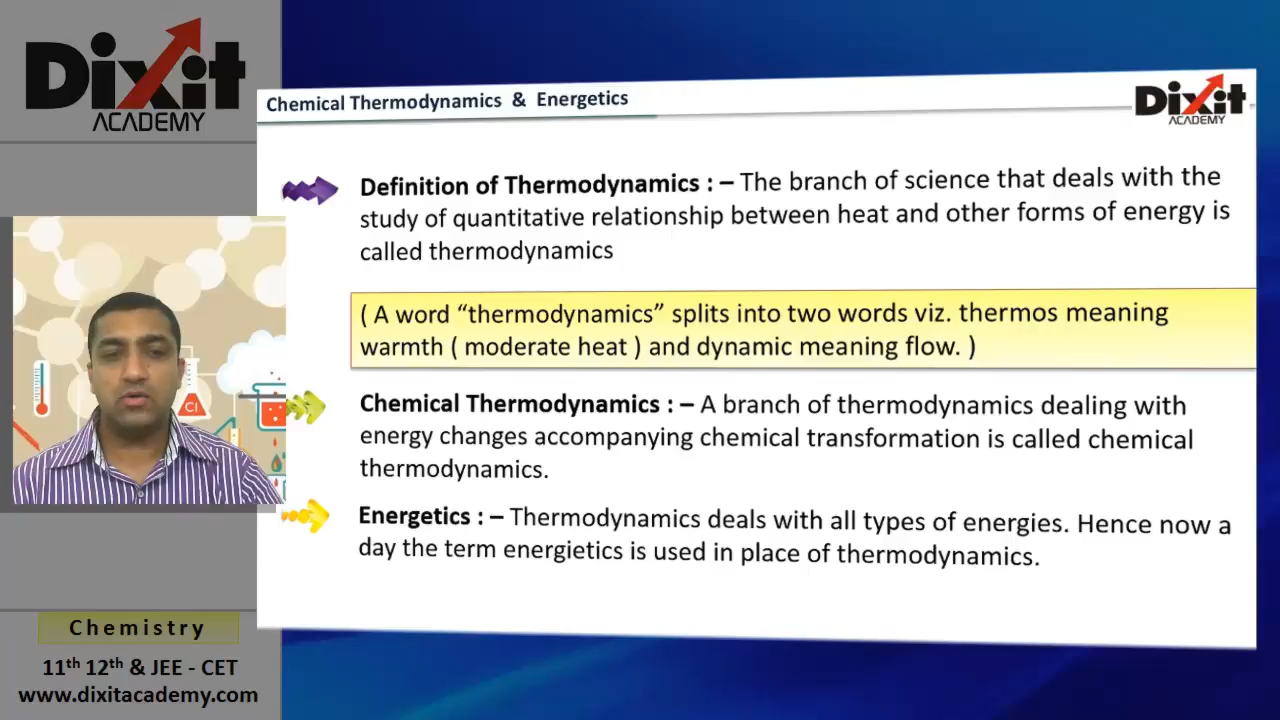 Dixit
ACADEMY
Chemical Thermodynamics & Energetics
Dixit
ACADEMY
Definition of Thermodynamics : – The branch of science that deals with the
study of quantitative relationship between heat and other forms of energy is
called thermodynamics
( A word “thermodynamics” splits into two words viz. thermos meaning
warmth ( moderate heat ) and dynamic meaning flow. )
Chemical Thermodynamics : – A branch of thermodynamics dealing with
energy changes accompanying chemical transformation is called chemical
thermodynamics.
Energetics : – Thermodynamics deals with all types of energies. Hence now a
day the term energietics is used in place of thermodynamics.
Cl
Chemistry
11th 12th & JEE - CET
www.dixitacademy.com